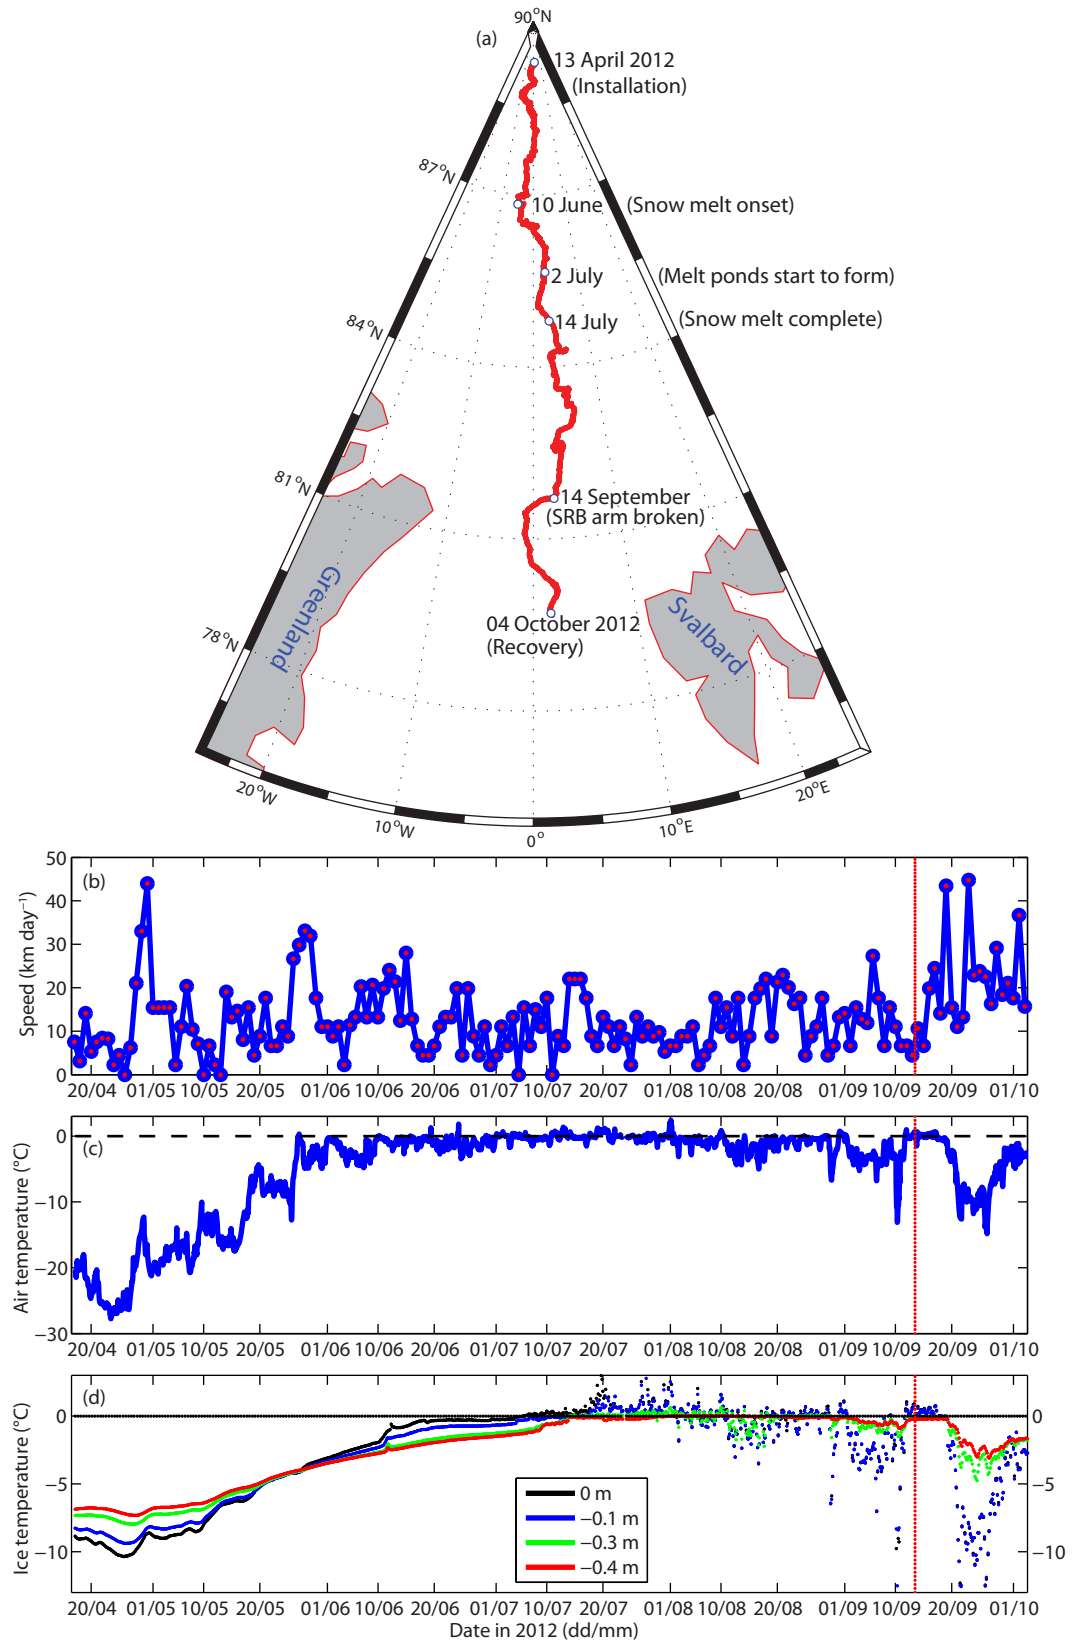 90°N
(a)
13 April 2012
(Installation)
87°N
10 June (Snow melt onset)
2 July (Melt ponds start to form)
14 July (Snow melt complete)
84°N
81°N
14 September
(SRB arm broken)
Greenland
Svalbard
78°N
04 October 2012
(Recovery)
20°W
10°W
0°
10°E
20°E
(b)
Speed (km day⁻¹)
50
40
30
20
10
0
20/04 01/05 10/05 20/05 01/06 10/06 20/06 01/07 10/07 20/07 01/08 10/08 20/08 01/09 10/09 20/09 01/10
(c)
Air temperature (°C)
0
−10
−20
−30
20/04 01/05 10/05 20/05 01/06 10/06 20/06 01/07 10/07 20/07 01/08 10/08 20/08 01/09 10/09 20/09 01/10
(d)
Ice temperature (°C)
0 0
−5 −5
−10 −10
0 m
−0.1 m
−0.3 m
−0.4 m
20/04 01/05 10/05 20/05 01/06 10/06 20/06 01/07 10/07 20/07 01/08 10/08 20/08 01/09 10/09 20/09 01/10
Date in 2012 (dd/mm)